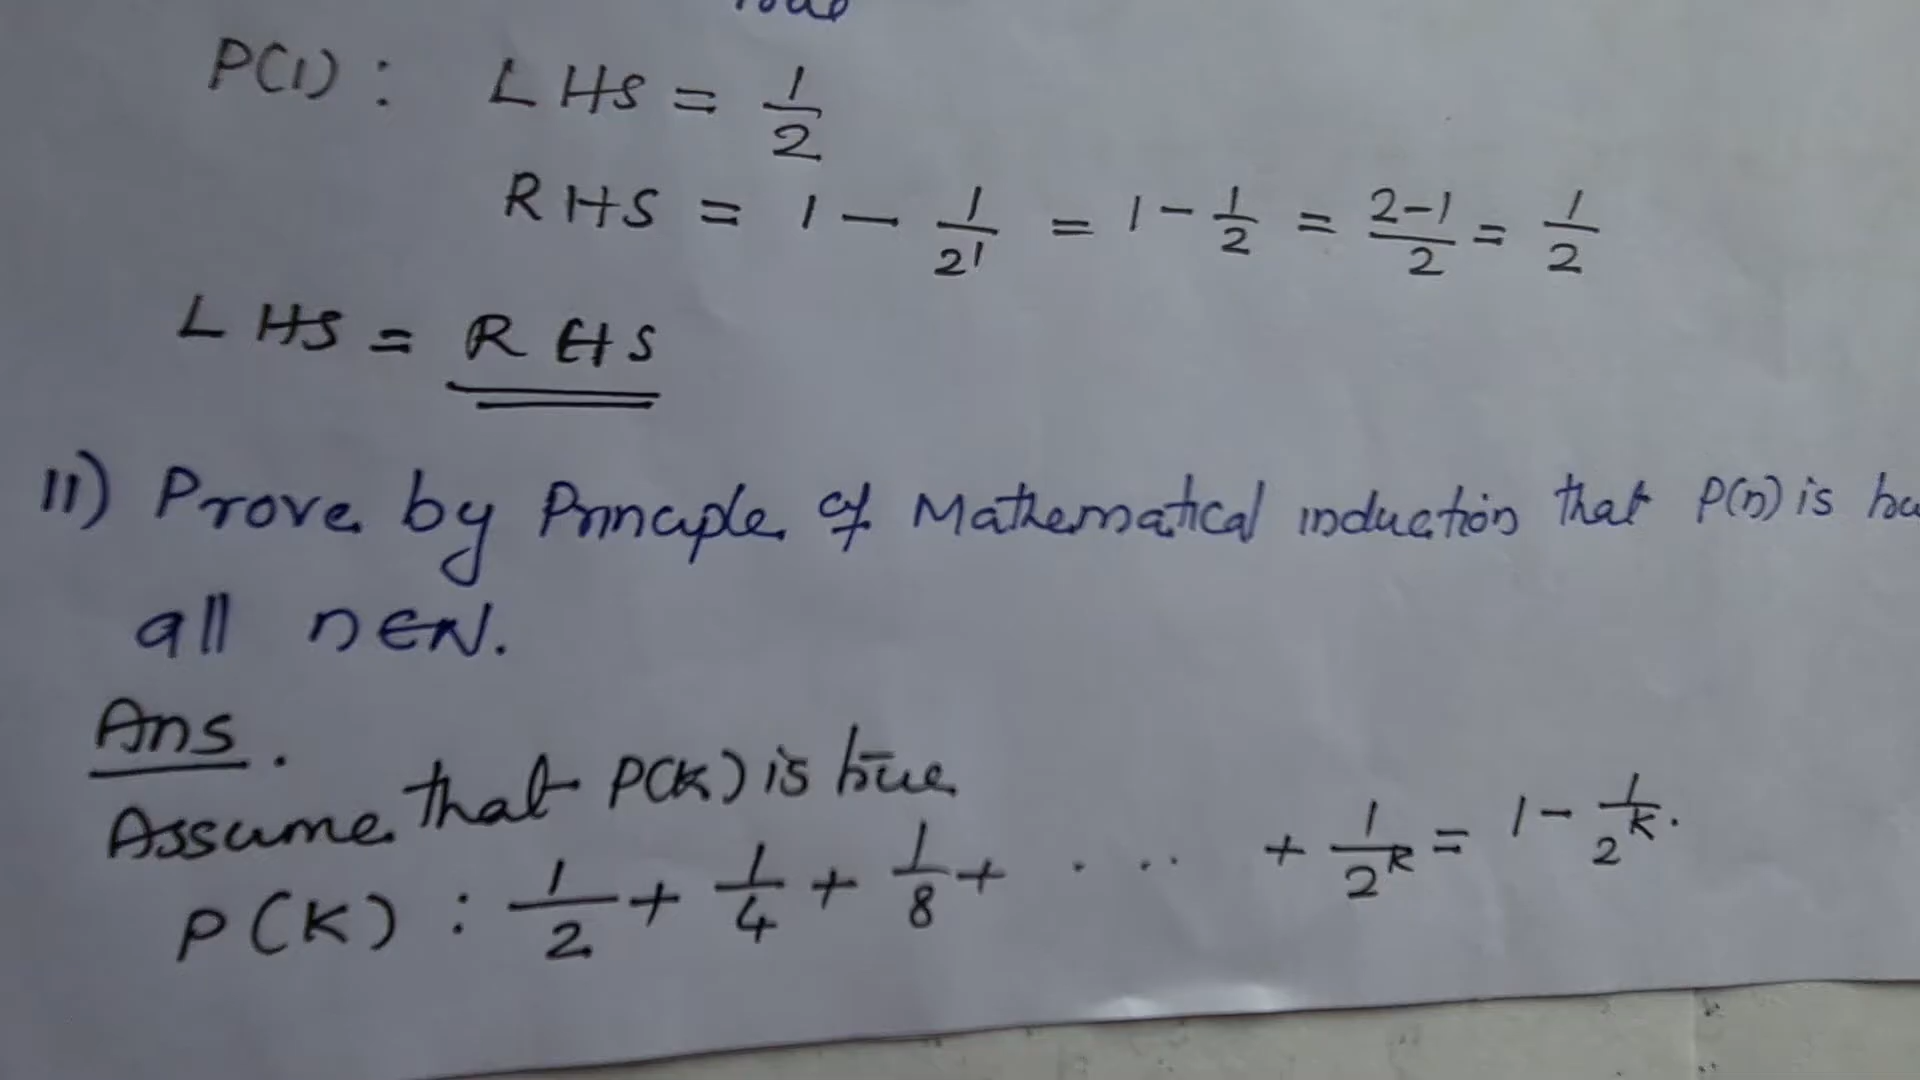 P(1) : LHS = 1/2
RHS = 1 - 1/2¹ = 1 - 1/2 = 2-1/2 = 1/2
LHS = RHS
11) Prove by Principle of Mathematical induction that P(n) is
all n∈N.
Ans.
Assume that P(K) is true
P(K) : 1/2 + 1/4 + 1/8 + . . . + 1/2ᵏ = 1 - 1/2ᵏ.